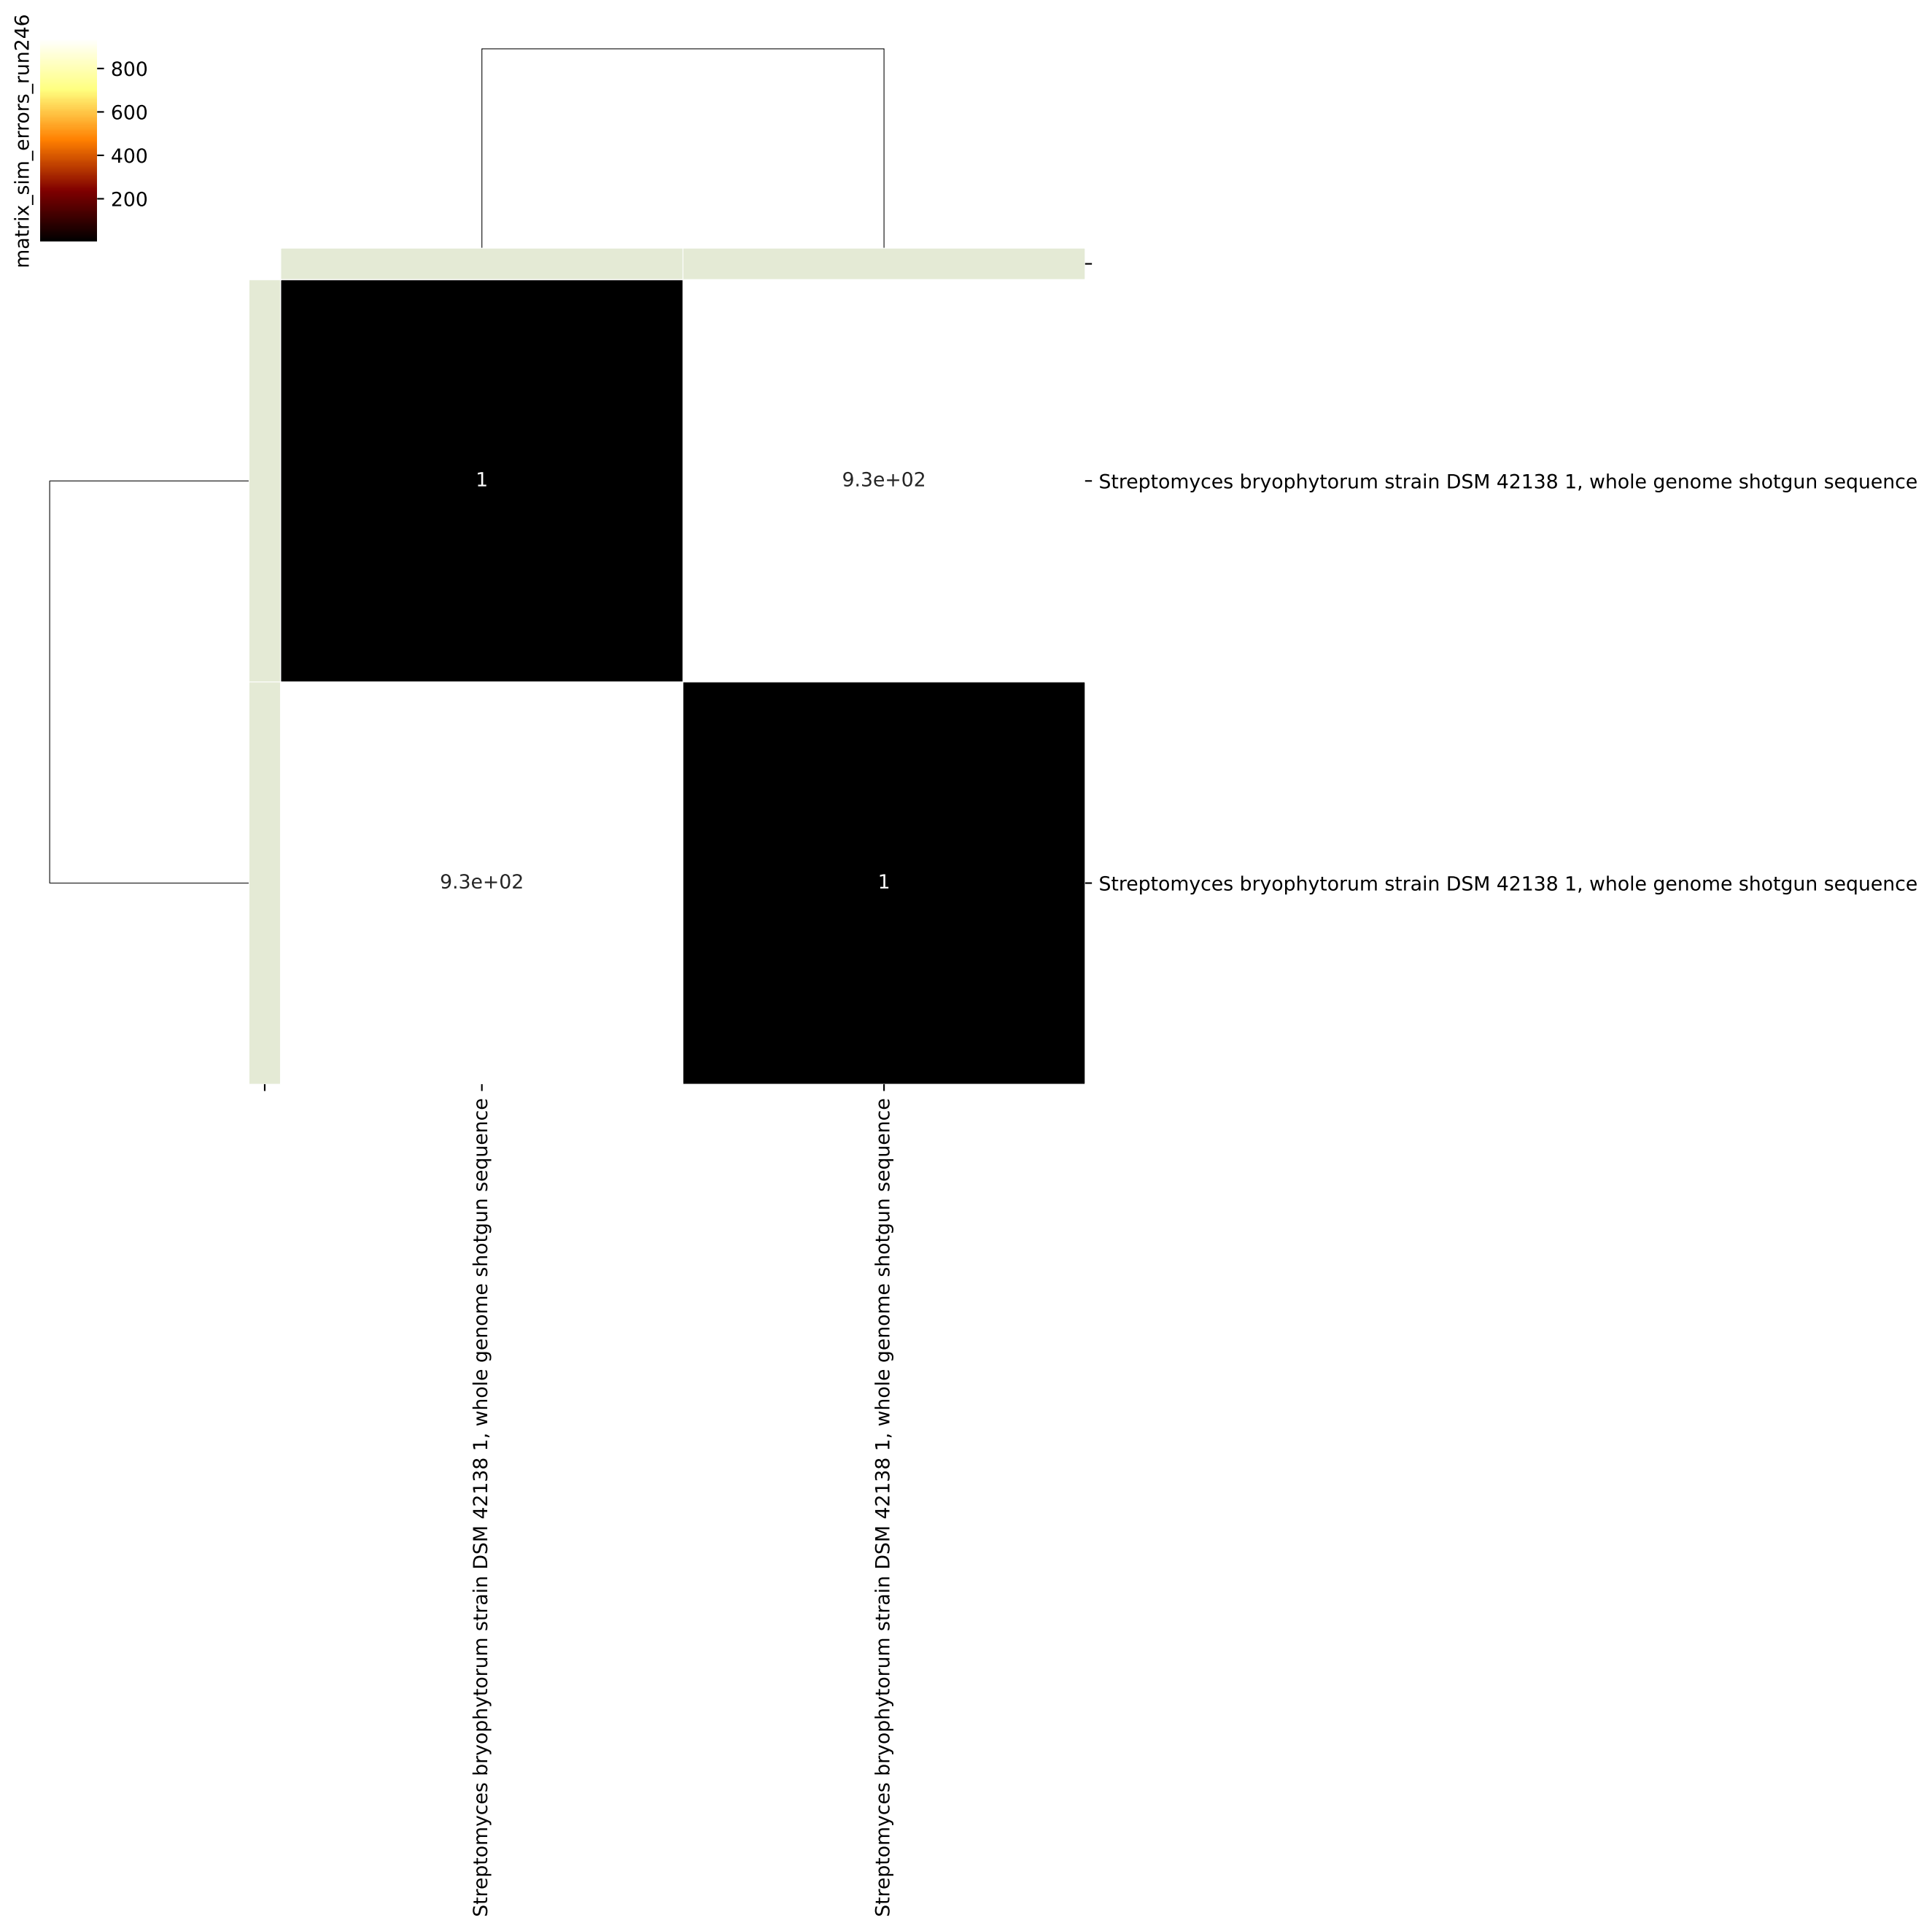 matrix_sim_errors_run246
800
600
400
200
1
9.3e+02
Streptomyces bryophytorum strain DSM 42138 1, whole genome shotgun sequence
9.3e+02
1
Streptomyces bryophytorum strain DSM 42138 1, whole genome shotgun sequence
Streptomyces bryophytorum strain DSM 42138 1, whole genome shotgun sequence
Streptomyces bryophytorum strain DSM 42138 1, whole genome shotgun sequence